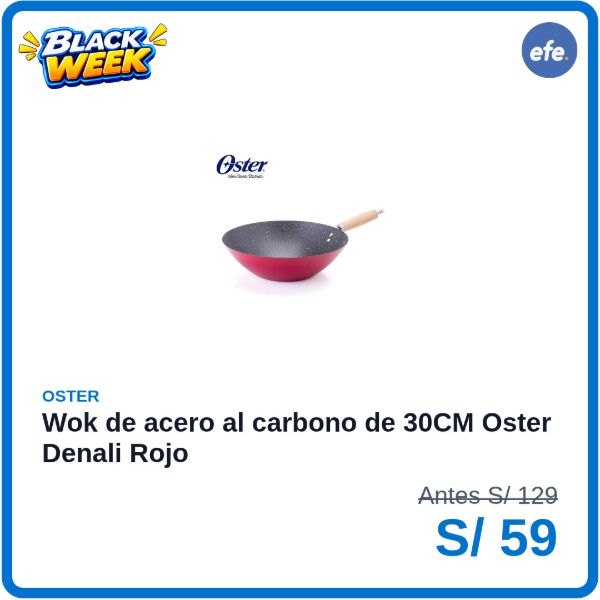 BLACK
WEEK
efe.
Oster
OSTER
Wok de acero al carbono de 30CM Oster
Denali Rojo
Antes S/ 129
S/ 59